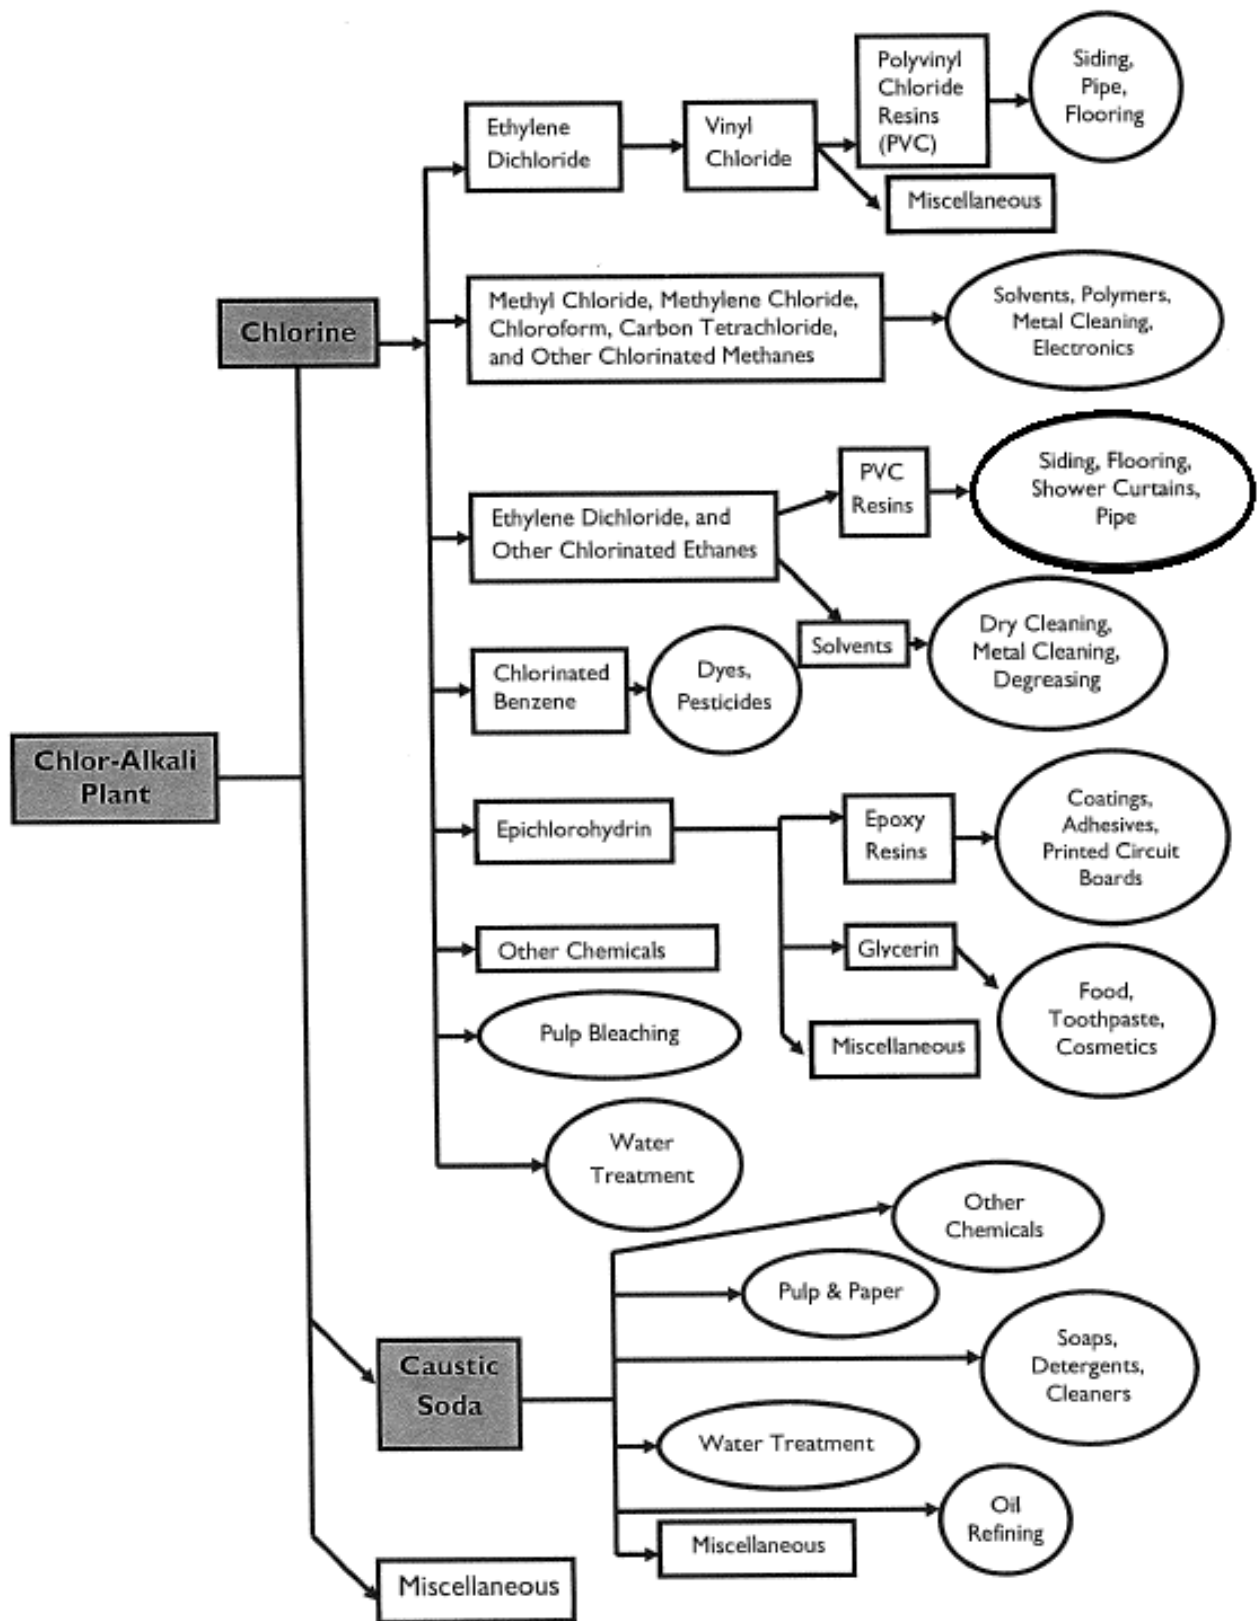 Polyvinyl
Chloride
Resins
(PVC)
Siding,
Pipe,
Flooring
Ethylene
Dichloride
Vinyl
Chloride
Miscellaneous
Chlorine
Methyl Chloride, Methylene Chloride,
Chloroform, Carbon Tetrachloride,
and Other Chlorinated Methanes
Solvents, Polymers,
Metal Cleaning,
Electronics
Ethylene Dichloride, and
Other Chlorinated Ethanes
PVC
Resins
Siding, Flooring,
Shower Curtains,
Pipe
Solvents
Dry Cleaning,
Metal Cleaning,
Degreasing
Chlorinated
Benzene
Dyes,
Pesticides
Chlor-Alkali
Plant
Epichlorohydrin
Epoxy
Resins
Coatings,
Adhesives,
Printed Circuit
Boards
Other Chemicals
Glycerin
Food,
Toothpaste,
Cosmetics
Pulp Bleaching
Miscellaneous
Water
Treatment
Other
Chemicals
Pulp & Paper
Caustic
Soda
Soaps,
Detergents,
Cleaners
Water Treatment
Oil
Refining
Miscellaneous
Miscellaneous